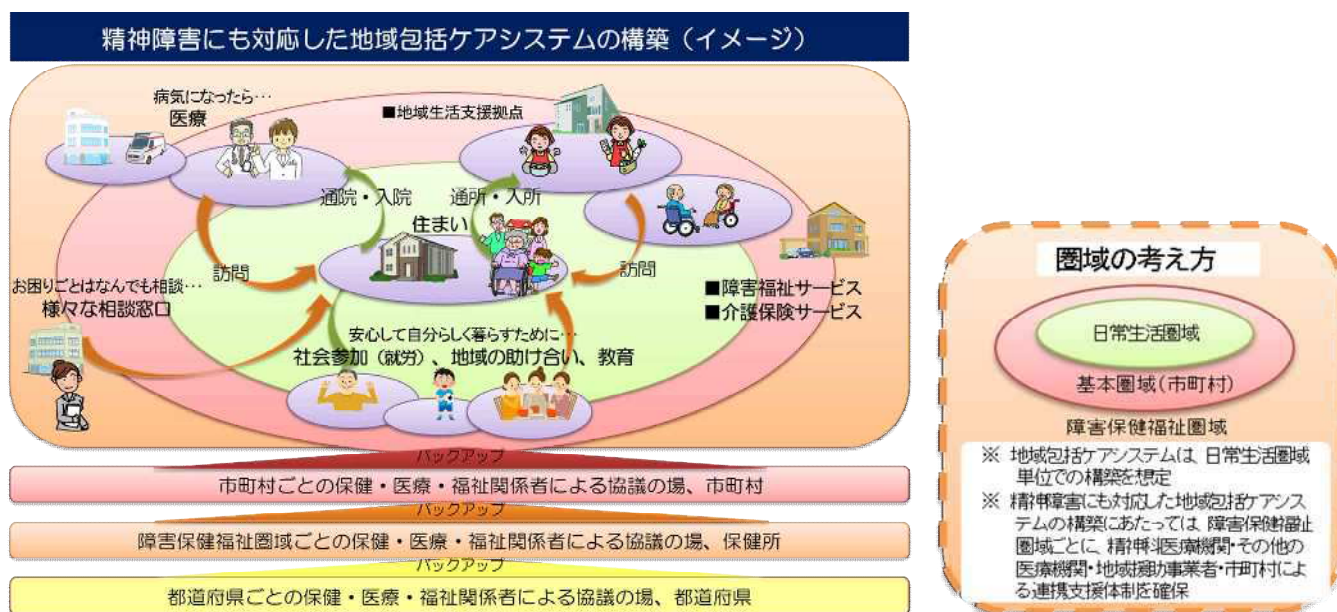 精神障害にも対応した地域包括ケアシステムの構築（イメージ）
病気になったら…
医療
■地域生活支援拠点
通院・入院
通所・入所
住まい
訪問
訪問
お困りごとはなんでも相談…
様々な相談窓口
■障害福祉サービス
■介護保険サービス
安心して自分らしく暮らすために…
社会参加（就労）、地域の助け合い、教育
バックアップ
市町村ごとの保健・医療・福祉関係者による協議の場、市町村
バックアップ
障害保健福祉圏域ごとの保健・医療・福祉関係者による協議の場、保健所
バックアップ
都道府県ごとの保健・医療・福祉関係者による協議の場、都道府県
圏域の考え方
日常生活圏域
基本圏域（市町村）
障害保健福祉圏域
※ 地域包括ケアシステムは、日常生活圏域
単位での構築を想定
※ 精神障害にも対応した地域包括ケアシス
テムの構築にあたっては、障害保健福祉
圏域ごとに、精神科医療機関・その他の
医療機関・地域援助事業者・市町村によ
る連携支援体制を確保